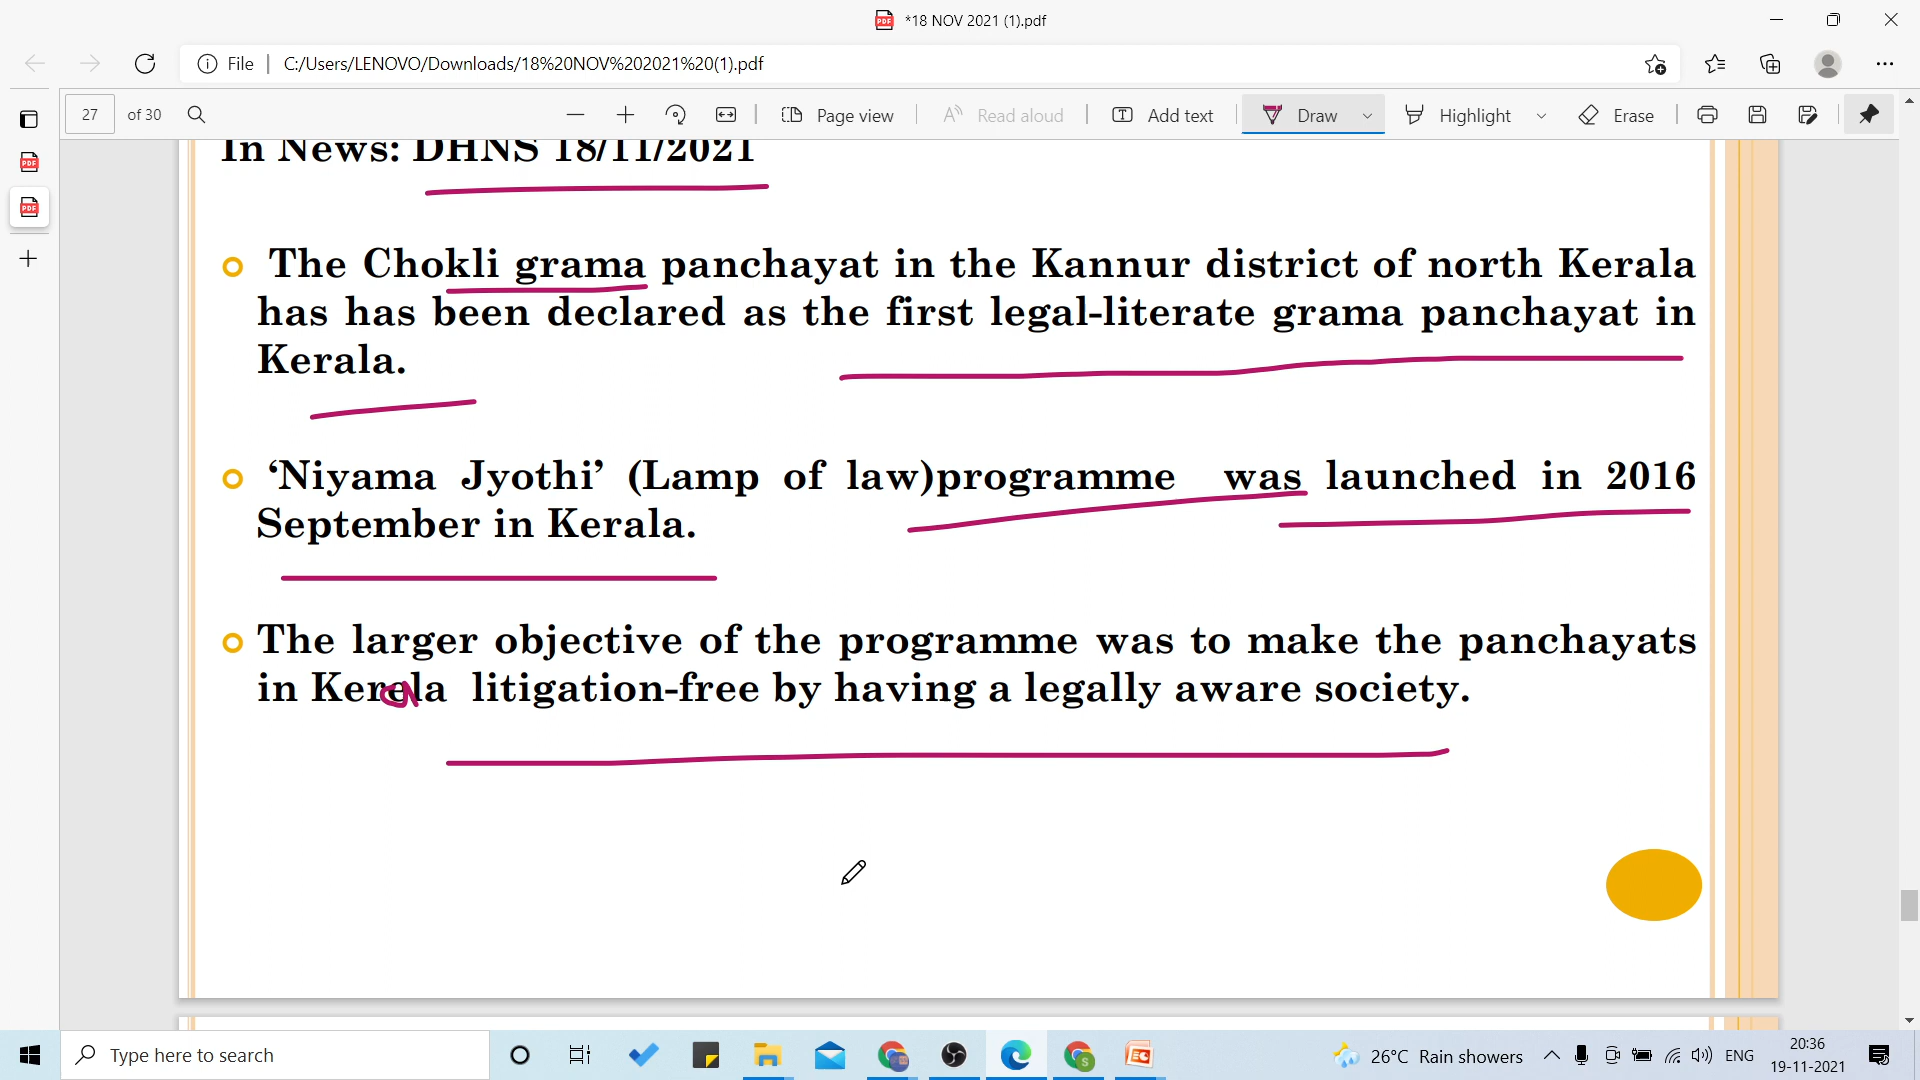 *18 NOV 2021 (1).pdf
File | C:/Users/LENOVO/Downloads/18%20NOV%202021%20(1).pdf
27 of 30 Page view Read aloud Add text Draw Highlight Erase
In News: DHNS 18/11/2021
The Chokli grama panchayat in the Kannur district of north Kerala
has has been declared as the first legal-literate grama panchayat in
Kerala.
‘Niyama Jyothi’ (Lamp of law)programme was launched in 2016
September in Kerala.
The larger objective of the programme was to make the panchayats
in Kerala litigation-free by having a legally aware society.
Type here to search
26°C Rain showers ENG 20:36
19-11-2021